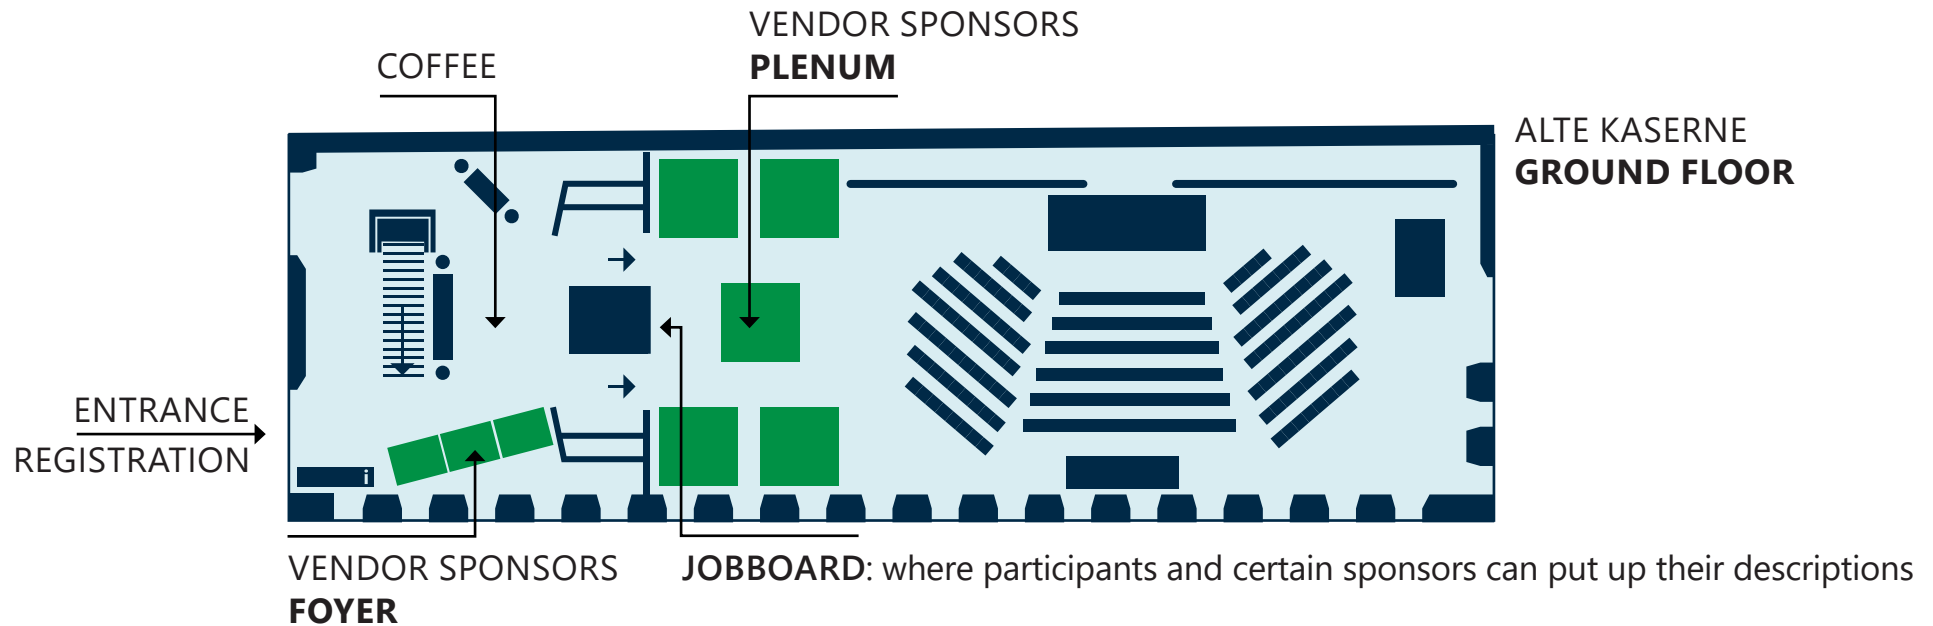 VENDOR SPONSORS
PLENUM
COFFEE
ALTE KASERNE
GROUND FLOOR
ENTRANCE
REGISTRATION
i
VENDOR SPONSORS
FOYER
JOBBOARD: where participants and certain sponsors can put up their descriptions